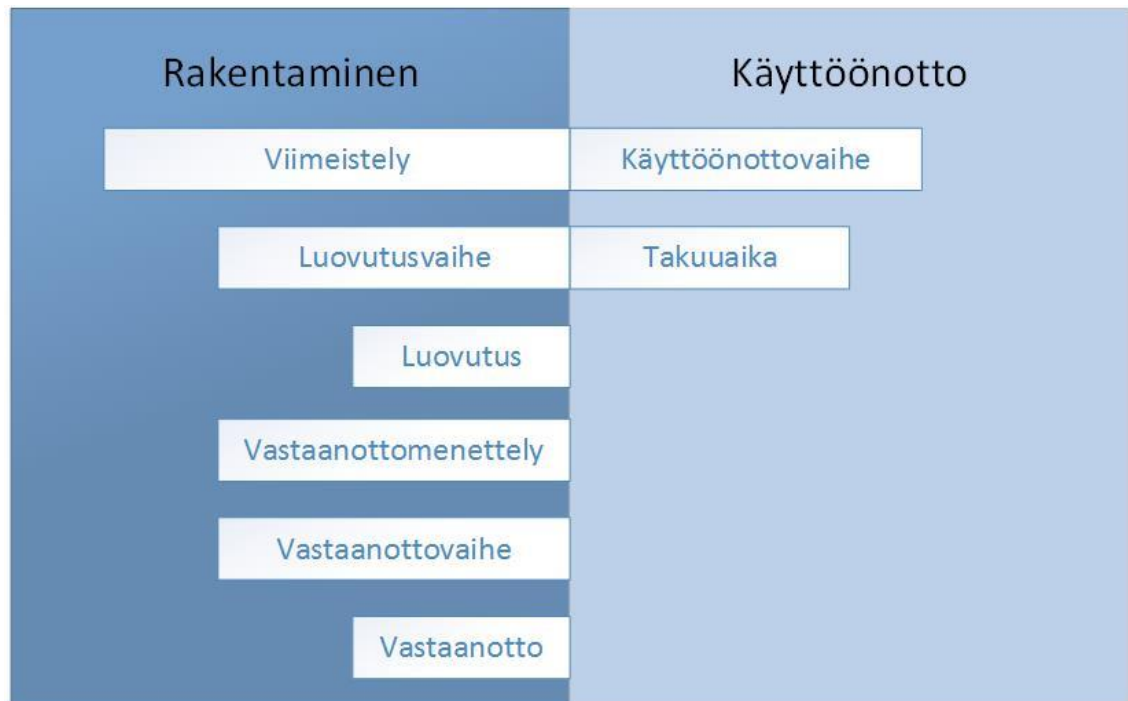 Rakentaminen
Käyttöönotto
Viimeistely
Käyttöönottovaihe
Luovutusvaihe
Takuuaika
Luovutus
Vastaanottomenettely
Vastaanottovaihe
Vastaanotto